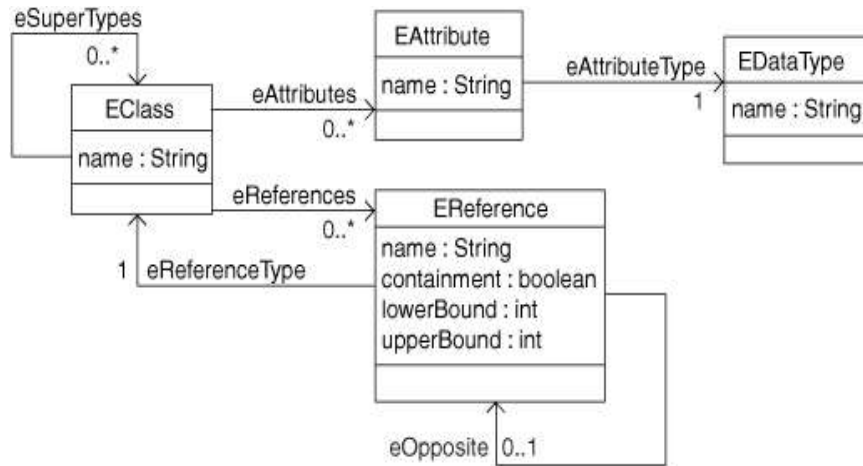 eSuperTypes
0..*
EClass
name : String
eAttributes
0..*
EAttribute
name : String
eAttributeType
1
EDataType
name : String
eReferences
0..*
1 eReferenceType
EReference
name : String
containment : boolean
lowerBound : int
upperBound : int
eOpposite 0..1